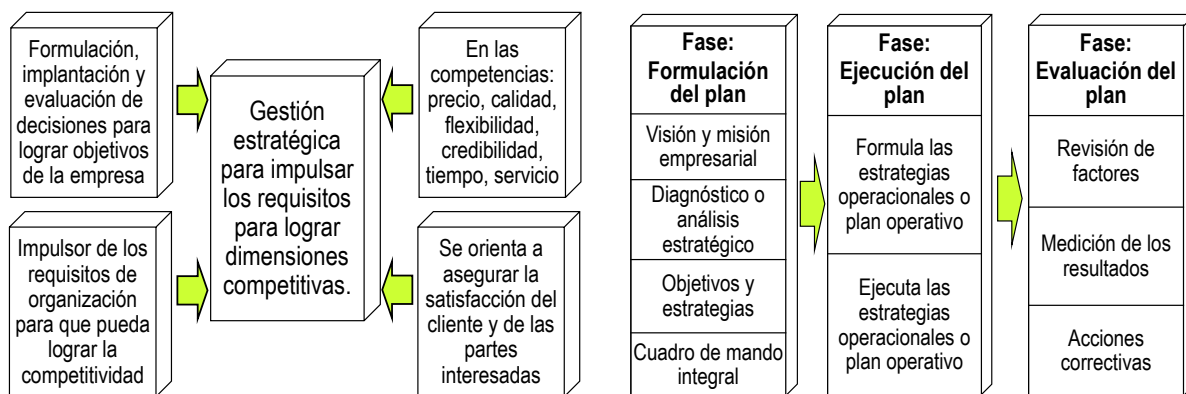 Formulación,
implantación y
evaluación de
decisiones para
lograr objetivos
de la empresa
Impulsor de los
requisitos de
organización
para que pueda
lograr la
competitividad
Gestión
estratégica
para impulsar
los requisitos
para lograr
dimensiones
competitivas.
En las
competencias:
precio, calidad,
flexibilidad,
credibilidad,
tiempo, servicio
Se orienta a
asegurar la
satisfacción del
cliente y de las
partes
interesadas
Fase:
Formulación
del plan
Visión y misión
empresarial
Diagnóstico o
análisis
estratégico
Objetivos y
estrategias
Cuadro de mando
integral
Fase:
Ejecución del
plan
Formula las
estrategias
operacionales o
plan operativo
Ejecuta las
estrategias
operacionales o
plan operativo
Fase:
Evaluación del
plan
Revisión de
factores
Medición de los
resultados
Acciones
correctivas